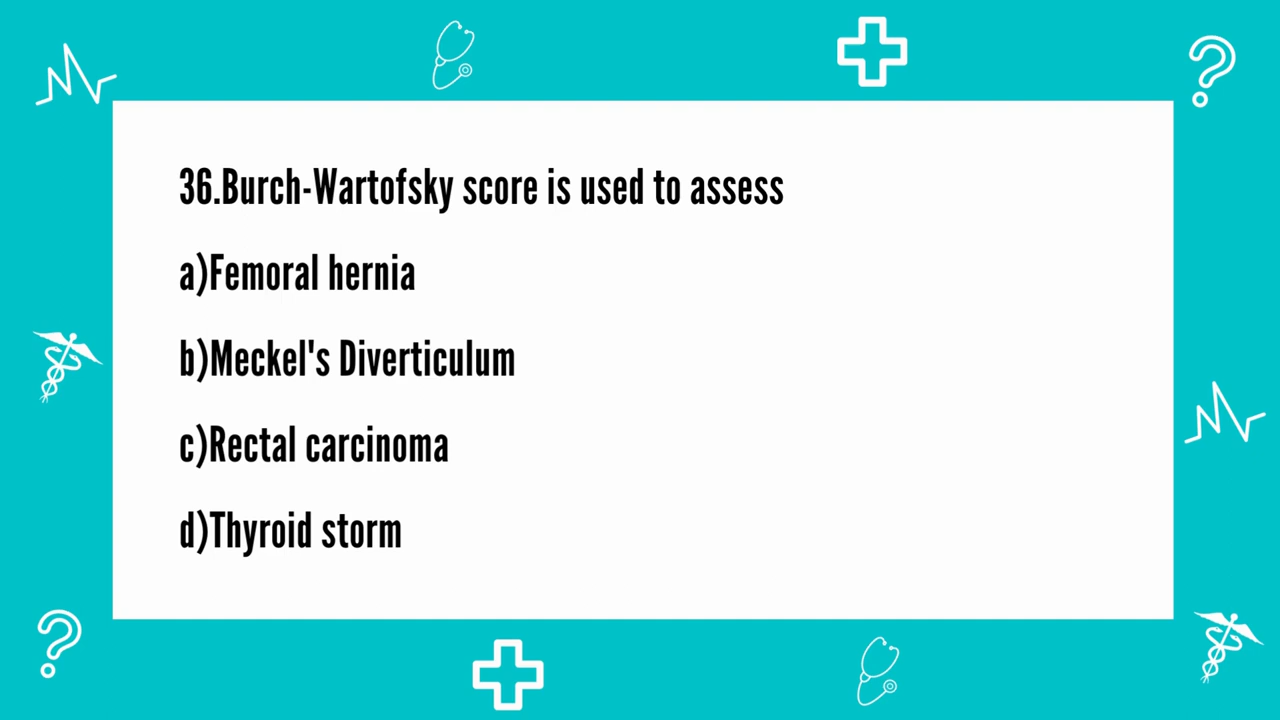 36.Burch-Wartofsky score is used to assess
a)Femoral hernia
b)Meckel's Diverticulum
c)Rectal carcinoma
d)Thyroid storm